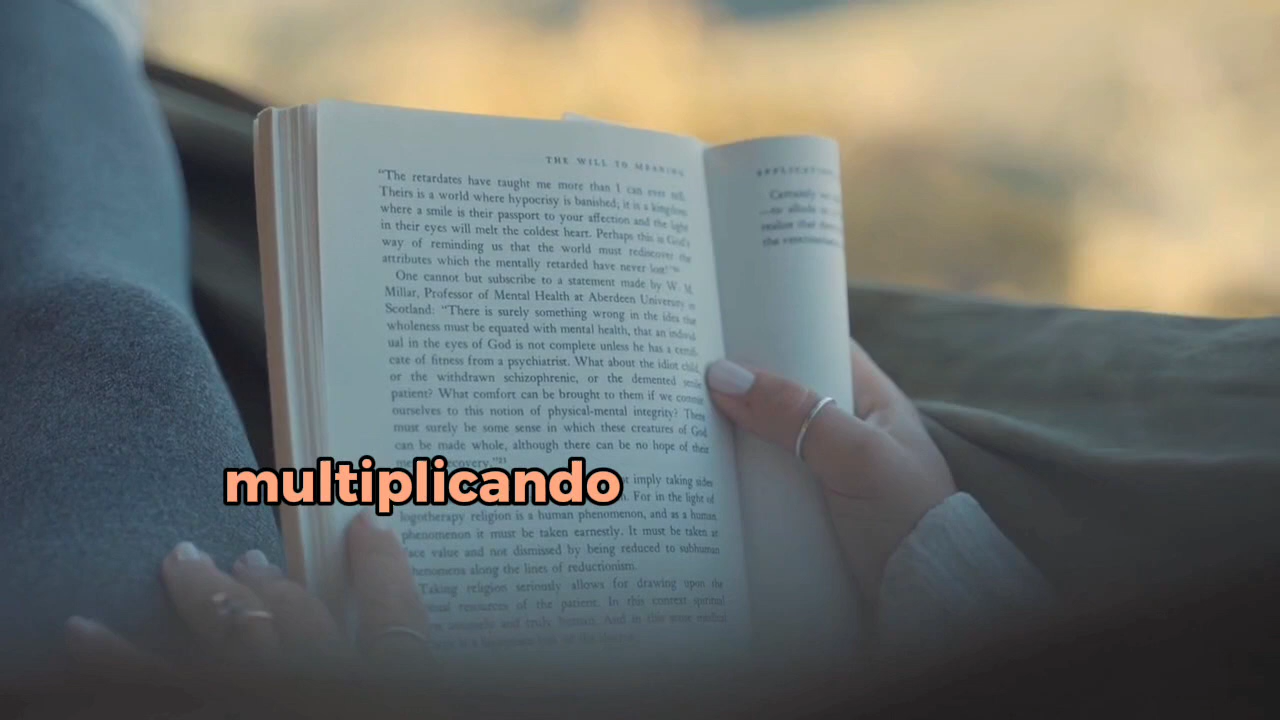 THE WILL TO MEANING
“The retardates have taught me more than I can ever tell.
Theirs is a world where hypocrisy is banished; it is a kingdom
where a smile is their passport to your affection and the light
in their eyes will melt the coldest heart. Perhaps this is God's
way of reminding us that the world must rediscover the
attributes which the mentally retarded have never lost!”
One cannot but subscribe to a statement made by W. M.
Millar, Professor of Mental Health at Aberdeen University in
Scotland: “There is surely something wrong in the idea that
wholeness must be equated with mental health, that an individ-
ual in the eyes of God is not complete unless he has a certifi-
cate of fitness from a psychiatrist. What about the idiot child,
or the withdrawn schizophrenic, or the demented senile
patient? What comfort can be brought to them if we commit
ourselves to this notion of physical-mental integrity? There
must surely be some sense in which these creatures of God
can be made whole, although there can be no hope of their
recovery.”
multiplicando
imply taking sides
For in the light of
logotherapy religion is a human phenomenon, and as a human
phenomenon it must be taken earnestly. It must be taken at
face value and not dismissed by being reduced to subhuman
phenomena along the lines of reductionism.
Taking religion seriously allows for drawing upon the
resources of the patient. In this context spiritual
truly human. And in this
Certainly
realize that